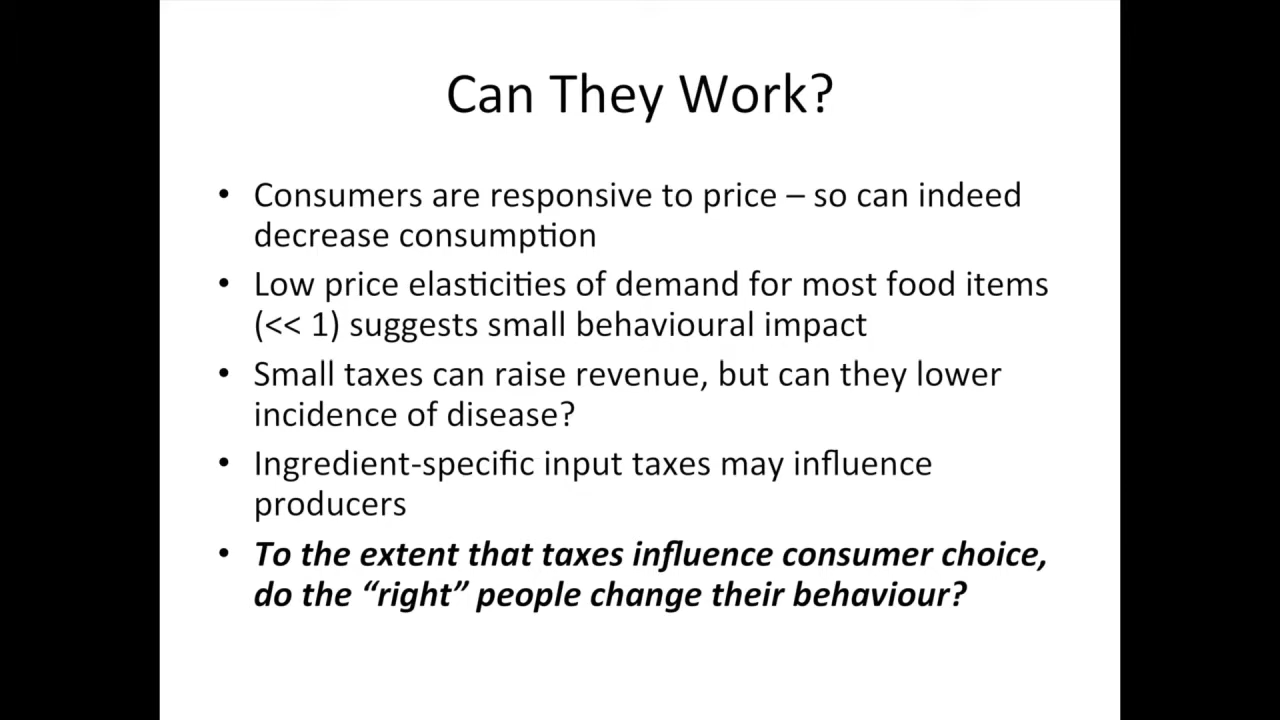 Can They Work?
• Consumers are responsive to price – so can indeed
decrease consumption
• Low price elasticities of demand for most food items
(<< 1) suggests small behavioural impact
• Small taxes can raise revenue, but can they lower
incidence of disease?
• Ingredient-specific input taxes may influence
producers
• To the extent that taxes influence consumer choice,
do the “right” people change their behaviour?